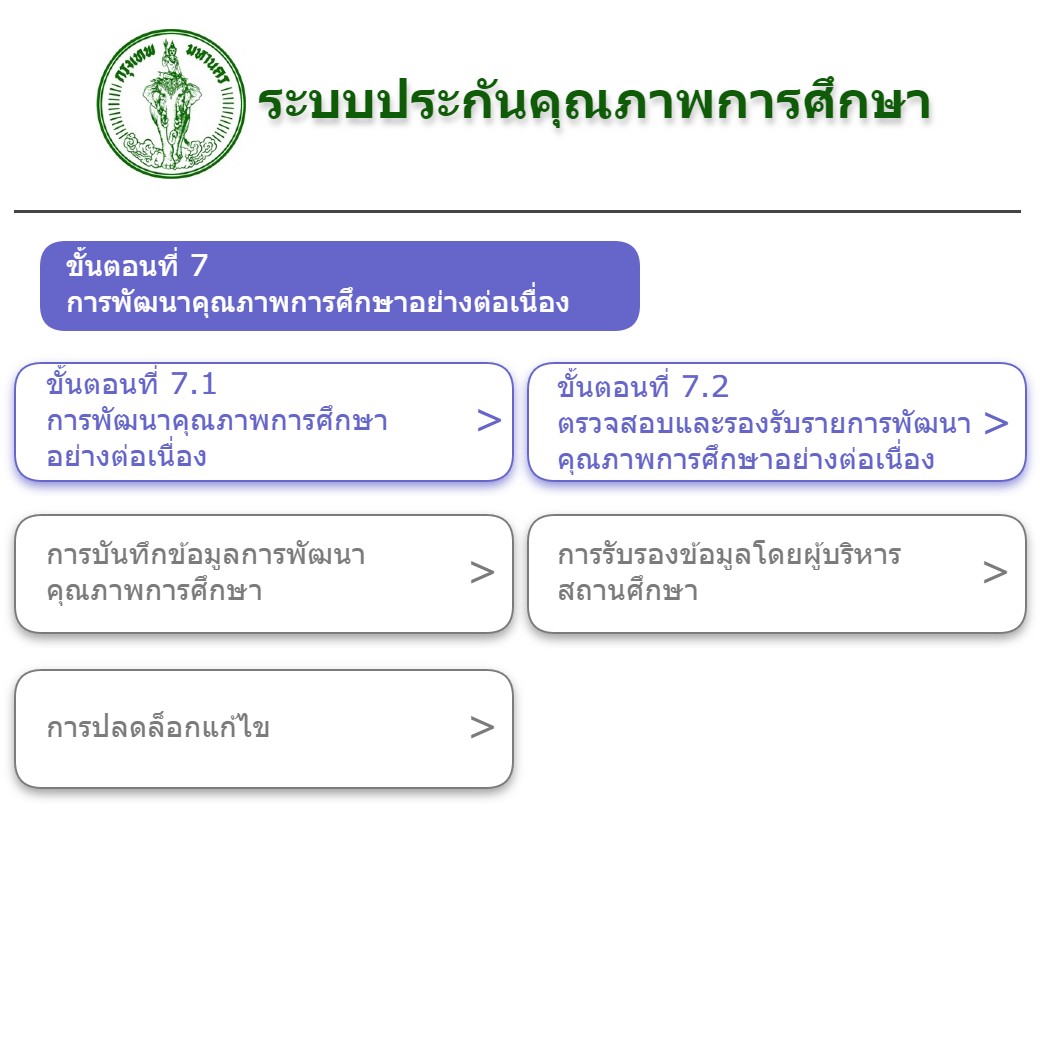 กรุงเทพ มหานคร
ระบบประกันคุณภาพการศึกษา
ขั้นตอนที่ 7
การพัฒนาคุณภาพการศึกษาอย่างต่อเนื่อง
ขั้นตอนที่ 7.1
การพัฒนาคุณภาพการศึกษา
อย่างต่อเนื่อง
>
ขั้นตอนที่ 7.2
ตรวจสอบและรองรับรายการพัฒนา
คุณภาพการศึกษาอย่างต่อเนื่อง
>
การบันทึกข้อมูลการพัฒนา
คุณภาพการศึกษา
>
การรับรองข้อมูลโดยผู้บริหาร
สถานศึกษา
>
การปลดล็อกแก้ไข
>